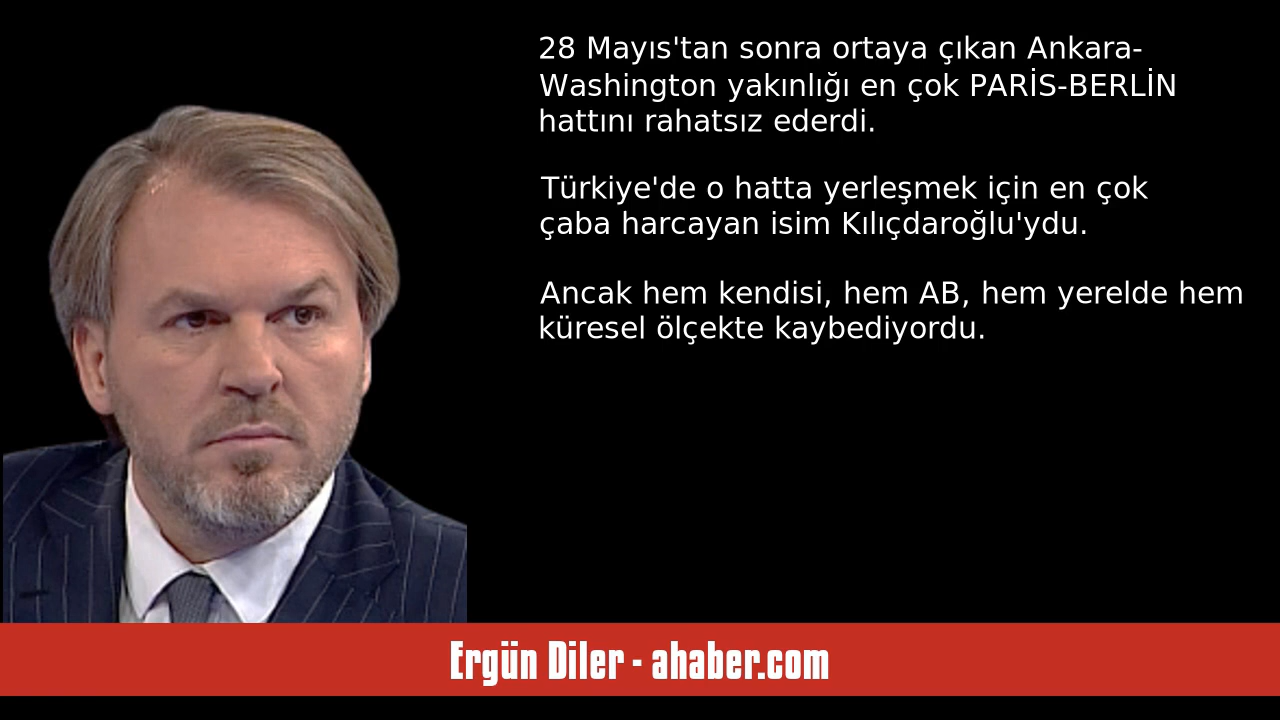 28 Mayıs'tan sonra ortaya çıkan Ankara-
Washington yakınlığı en çok PARİS-BERLİN
hattını rahatsız ederdi.
Türkiye'de o hatta yerleşmek için en çok
çaba harcayan isim Kılıçdaroğlu'ydu.
Ancak hem kendisi, hem AB, hem yerelde hem
küresel ölçekte kaybediyordu.
Ergün Diler - ahaber.com